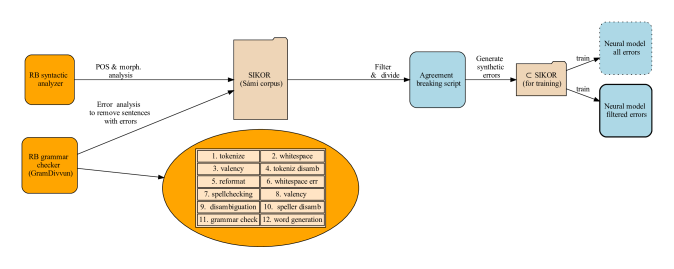 RB syntactic
analyzer
POS & morph.
analysis
SIKOR
(Sámi corpus)
Filter
& divide
Agreement
breaking script
Generate
synthetic
errors
⊂ SIKOR
(for training)
train
Neural model
all errors
train
Neural model
filtered errors
Error analysis
to remove sentences
with errors
RB grammar
checker
(GramDivvun)
1. tokenize 2. whitespace
3. valency 4. tokeniz disamb
5. reformat 6. whitespace err
7. spellchecking 8. valency
9. disambiguation 10. speller disamb
11. grammar check 12. word generation